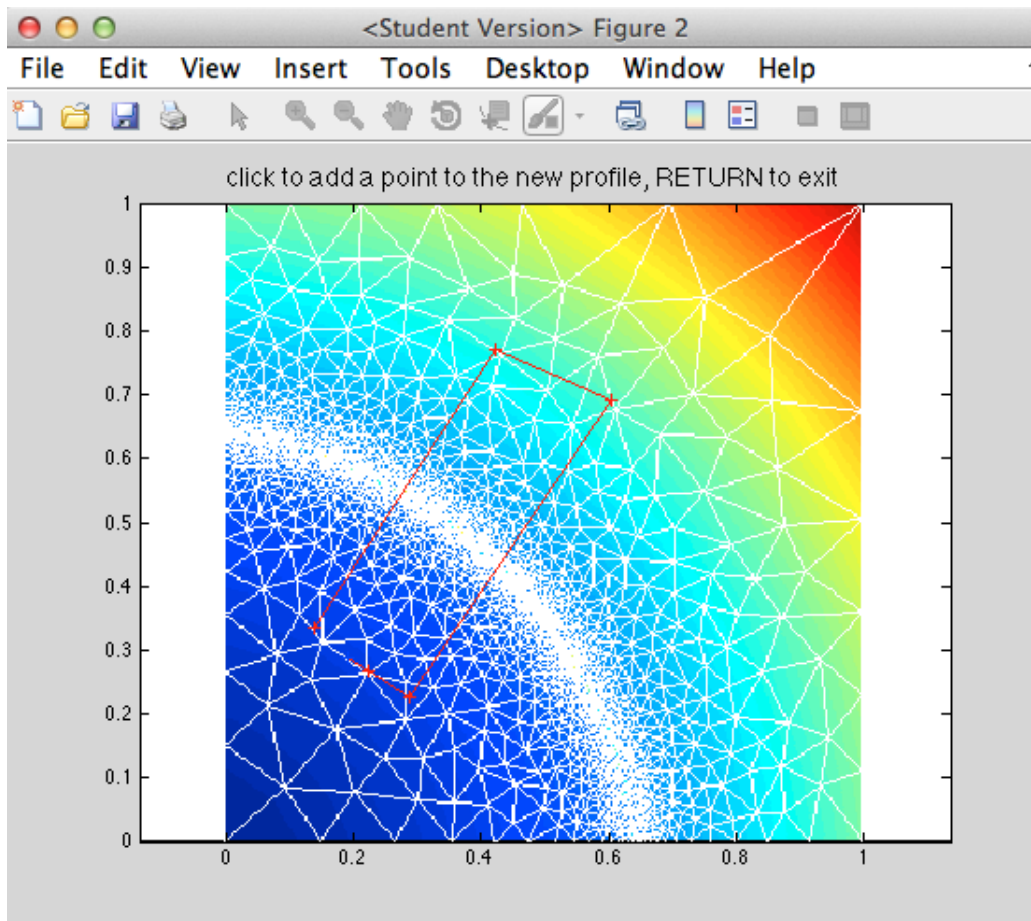 <Student Version> Figure 2
File Edit View Insert Tools Desktop Window Help
click to add a point to the new profile, RETURN to exit
1
0.9
0.8
0.7
0.6
0.5
0.4
0.3
0.2
0.1
0
0 0.2 0.4 0.6 0.8 1